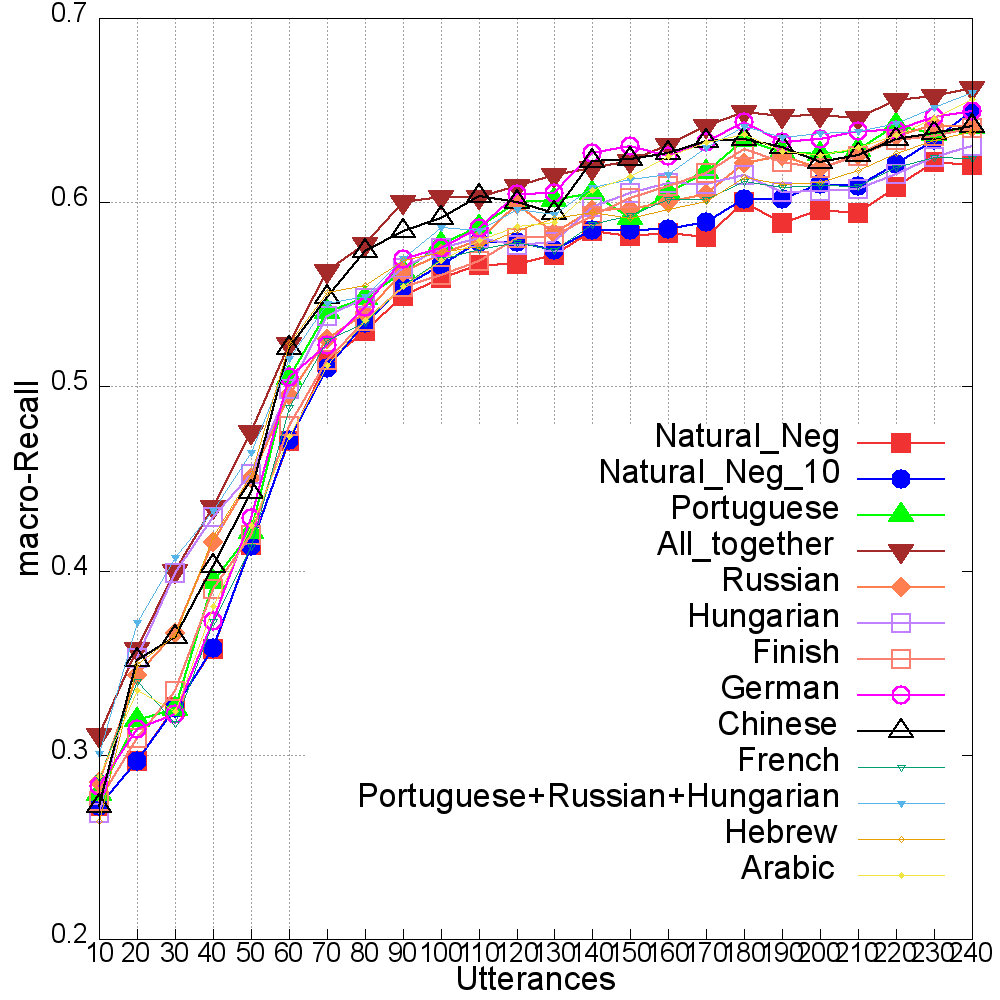 0.7
0.6
0.5
0.4
0.3
0.2
macro-Recall
Natural_Neg
Natural_Neg_10
Portuguese
All_together
Russian
Hungarian
Finish
German
Chinese
French
Portuguese+Russian+Hungarian
Hebrew
Arabic
10 20 30 40 50 60 70 80 90 100 110 120 130 140 150 160 170 180 190 200 210 220 230 240
Utterances